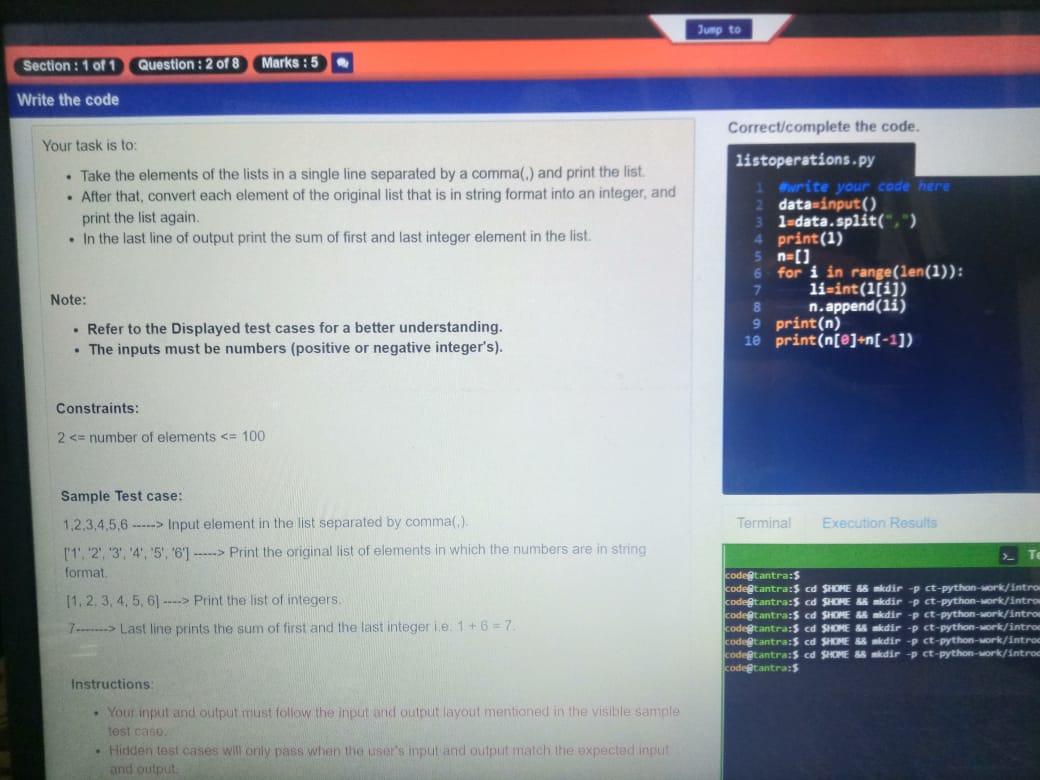 Jump to
Section : 1 of 1 Question : 2 of 8 Marks : 5
Write the code
Your task is to:
• Take the elements of the lists in a single line separated by a comma(,) and print the list.
• After that, convert each element of the original list that is in string format into an integer, and
print the list again.
• In the last line of output print the sum of first and last integer element in the list.
Note:
• Refer to the Displayed test cases for a better understanding.
• The inputs must be numbers (positive or negative integer's).
Constraints:
2 <= number of elements <= 100
Sample Test case:
1,2,3,4,5,6 -----> Input element in the list separated by comma(,).
['1', '2', '3', '4', '5', '6'] -----> Print the original list of elements in which the numbers are in string
format.
[1, 2, 3, 4, 5, 6] ----> Print the list of integers.
7-------> Last line prints the sum of first and the last integer i.e. 1 + 6 = 7.
Instructions:
• Your input and output must follow the input and output layout mentioned in the visible sample
test case.
• Hidden test cases will only pass when the user's input and output match the expected input
and output.
Correct/complete the code.
listoperations.py
1 #write your code here
2 data=input()
3 l=data.split(",")
4 print(l)
5 n=[]
6 for i in range(len(l)):
7 li=int(l[i])
8 n.append(li)
9 print(n)
10 print(n[0]+n[-1])
Terminal Execution Results
>_ Te
code@tantra:$
code@tantra:$ cd $HOME && mkdir -p ct-python-work/intro
code@tantra:$ cd $HOME && mkdir -p ct-python-work/intro
code@tantra:$ cd $HOME && mkdir -p ct-python-work/intro
code@tantra:$ cd $HOME && mkdir -p ct-python-work/intro
code@tantra:$ cd $HOME && mkdir -p ct-python-work/introd
code@tantra:$ cd $HOME && mkdir -p ct-python-work/introd
code@tantra:$